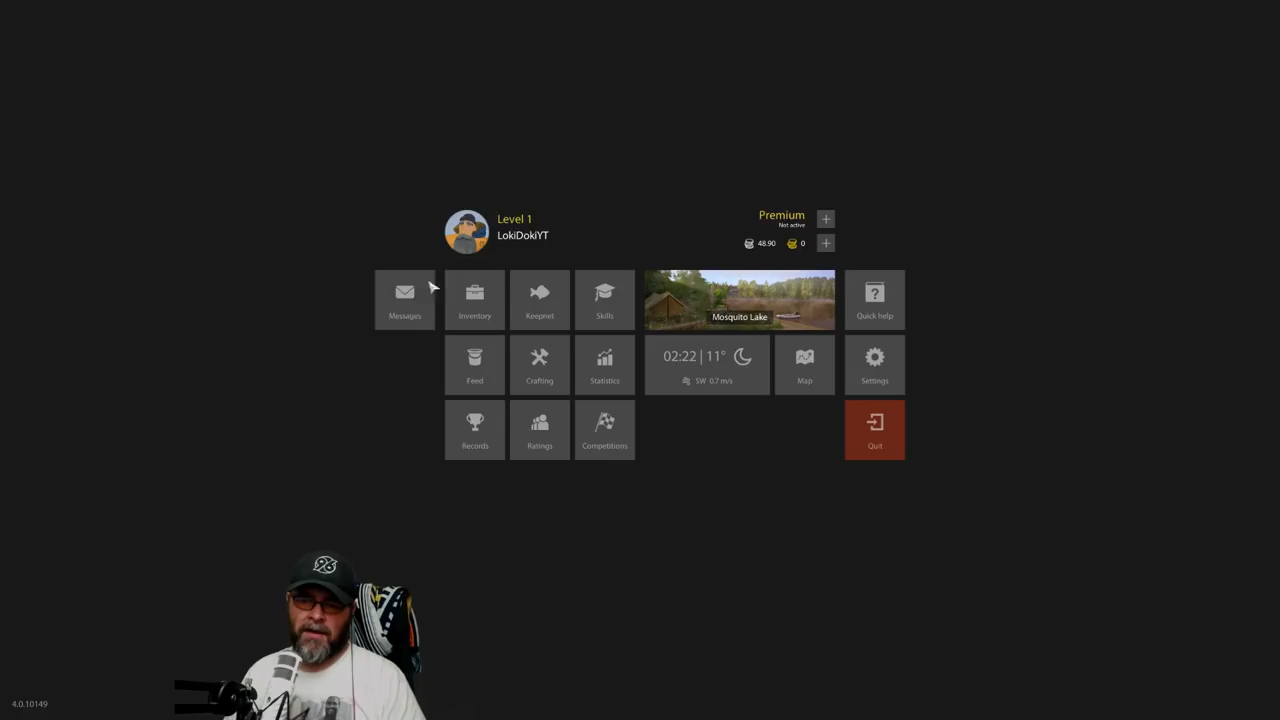 Level 1
LokiDokiYT
Premium
Not active
48.90
0
Messages
Inventory
Keepnet
Skills
Mosquito Lake
Quick help
Feed
Crafting
Statistics
02:22 | 11°
SW 0.7 m/s
Map
Settings
Records
Ratings
Competitions
Quit
96
4.0.10149